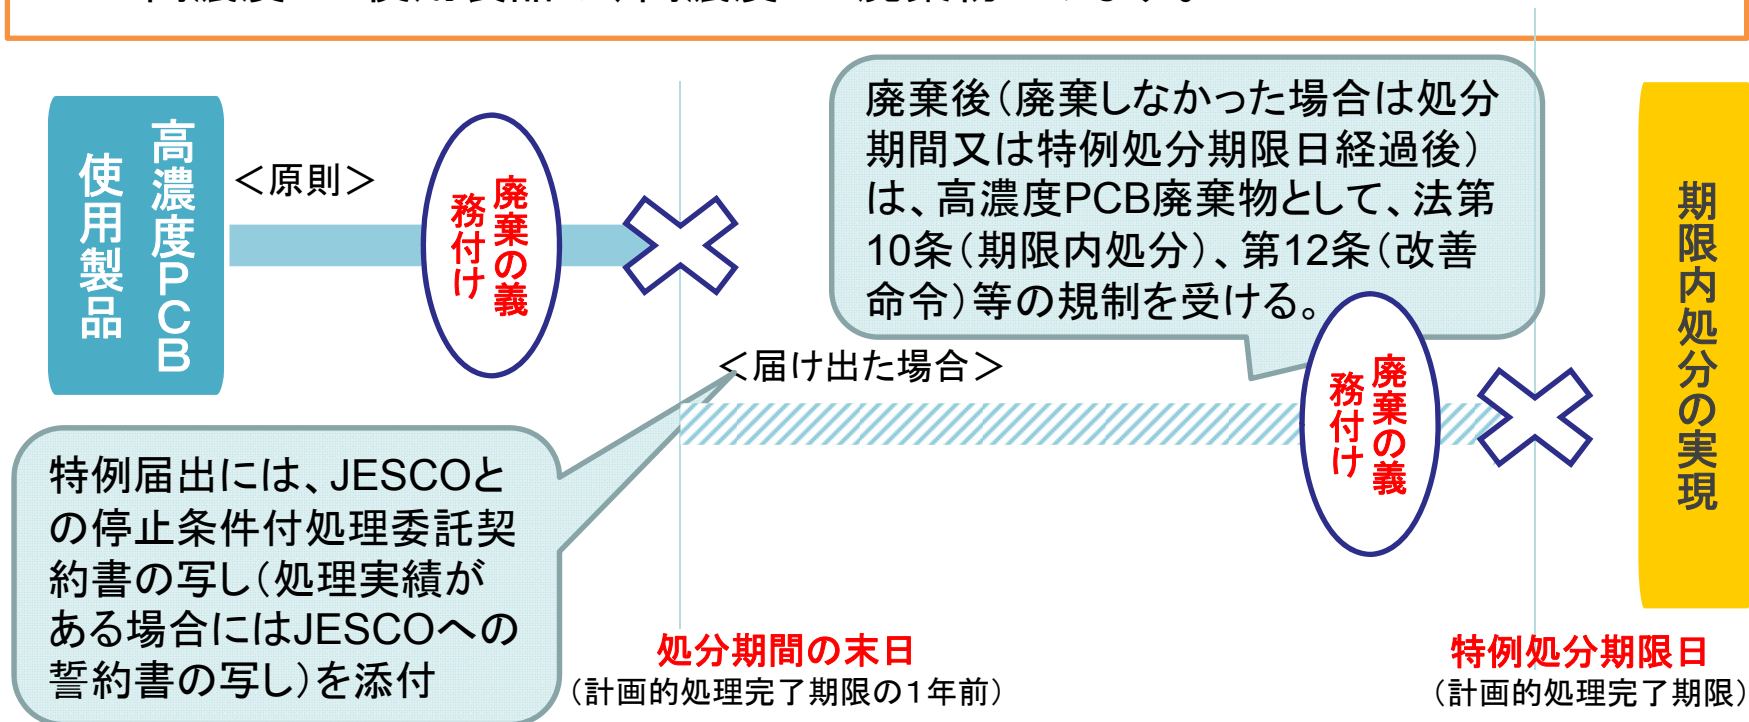 高濃度PCB
使用製品
＜原則＞
廃棄の義
務付け
廃棄後（廃棄しなかった場合は処分
期間又は特例処分期限日経過後）
は、高濃度PCB廃棄物として、法第
10条（期限内処分）、第12条（改善
命令）等の規制を受ける。
＜届け出た場合＞
廃棄の義
務付け
期限内処分の実現
特例届出には、JESCOと
の停止条件付処理委託契
約書の写し（処理実績が
ある場合にはJESCOへの
誓約書の写し）を添付
処分期間の末日
（計画的処理完了期限の１年前）
特例処分期限日
（計画的処理完了期限）